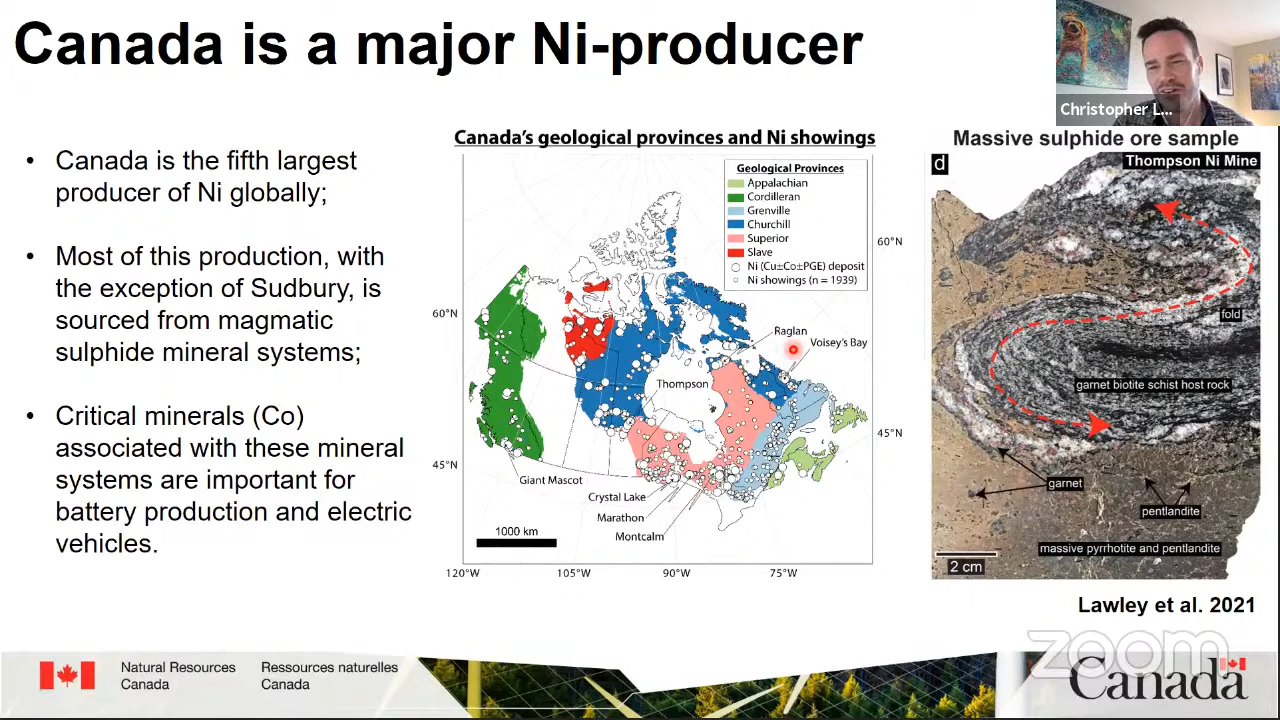 Canada is a major Ni-producer
Christopher L...
• Canada is the fifth largest
producer of Ni globally;
• Most of this production, with
the exception of Sudbury, is
sourced from magmatic
sulphide mineral systems;
• Critical minerals (Co)
associated with these mineral
systems are important for
battery production and electric
vehicles.
Canada's geological provinces and Ni showings
Geological Provinces
Appalachian
Cordilleran
Grenville
Churchill
Superior
Slave
Ni (Cu±Co±PGE) deposit
Ni showings (n = 1939)
60°N
60°N
Raglan
Voisey's Bay
Thompson
45°N
45°N
Giant Mascot
Crystal Lake
Marathon
Montcalm
1000 km
120°W
105°W
90°W
75°W
Massive sulphide ore sample
d
Thompson Ni Mine
fold
garnet biotite schist host rock
garnet
pentlandite
massive pyrrhotite and pentlandite
2 cm
Lawley et al. 2021
Natural Resources
Canada
Ressources naturelles
Canada
zoom
Canada